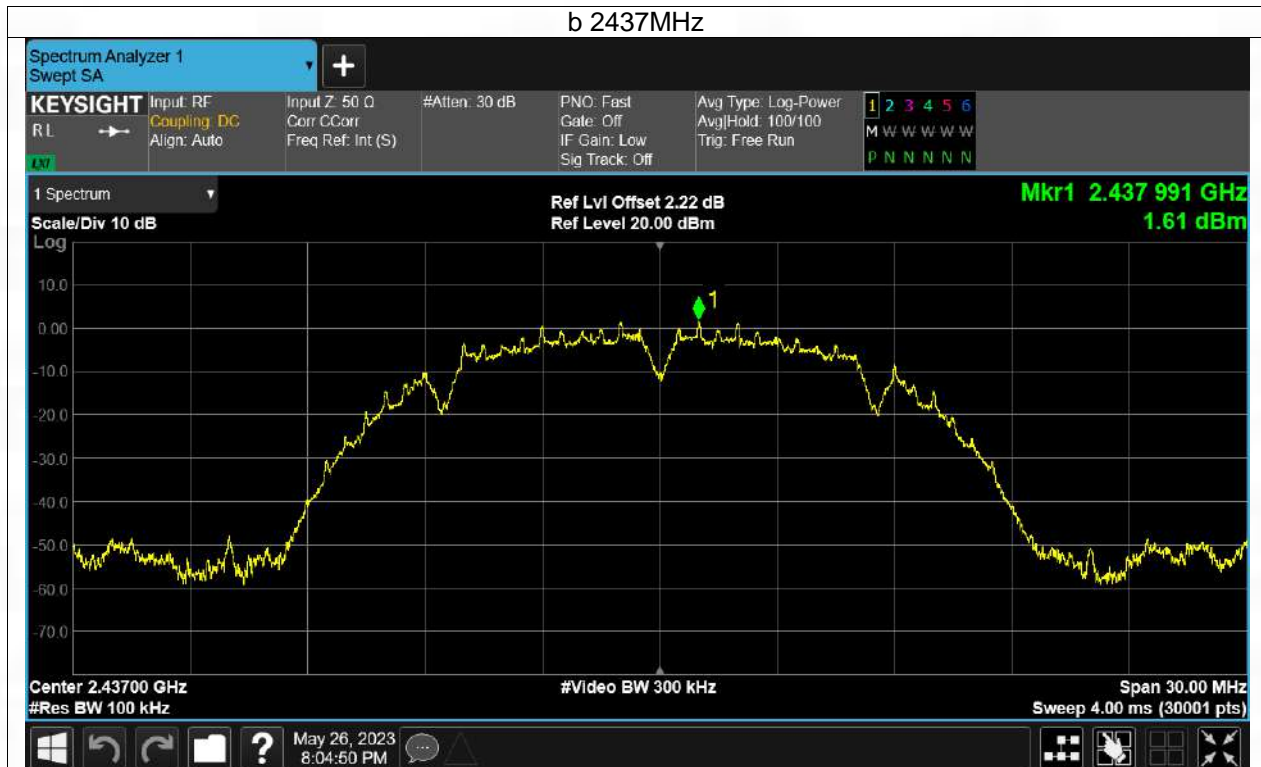 b 2437MHz
Spectrum Analyzer 1
Swept SA
KEYSIGHT
RL
LXI
Input: RF
Coupling: DC
Align: Auto
Input Z: 50 Ω
Corr CCorr
Freq Ref: Int (S)
#Atten: 30 dB
PNO: Fast
Gate: Off
IF Gain: Low
Sig Track: Off
Avg Type: Log-Power
Avg|Hold: 100/100
Trig: Free Run
1 2 3 4 5 6
M W W W W W
P N N N N N
1 Spectrum
Scale/Div 10 dB
Log
Ref Lvl Offset 2.22 dB
Ref Level 20.00 dBm
Mkr1 2.437 991 GHz
1.61 dBm
1
10.0
0.00
-10.0
-20.0
-30.0
-40.0
-50.0
-60.0
-70.0
Center 2.43700 GHz
#Res BW 100 kHz
#Video BW 300 kHz
Span 30.00 MHz
Sweep 4.00 ms (30001 pts)
May 26, 2023
8:04:50 PM